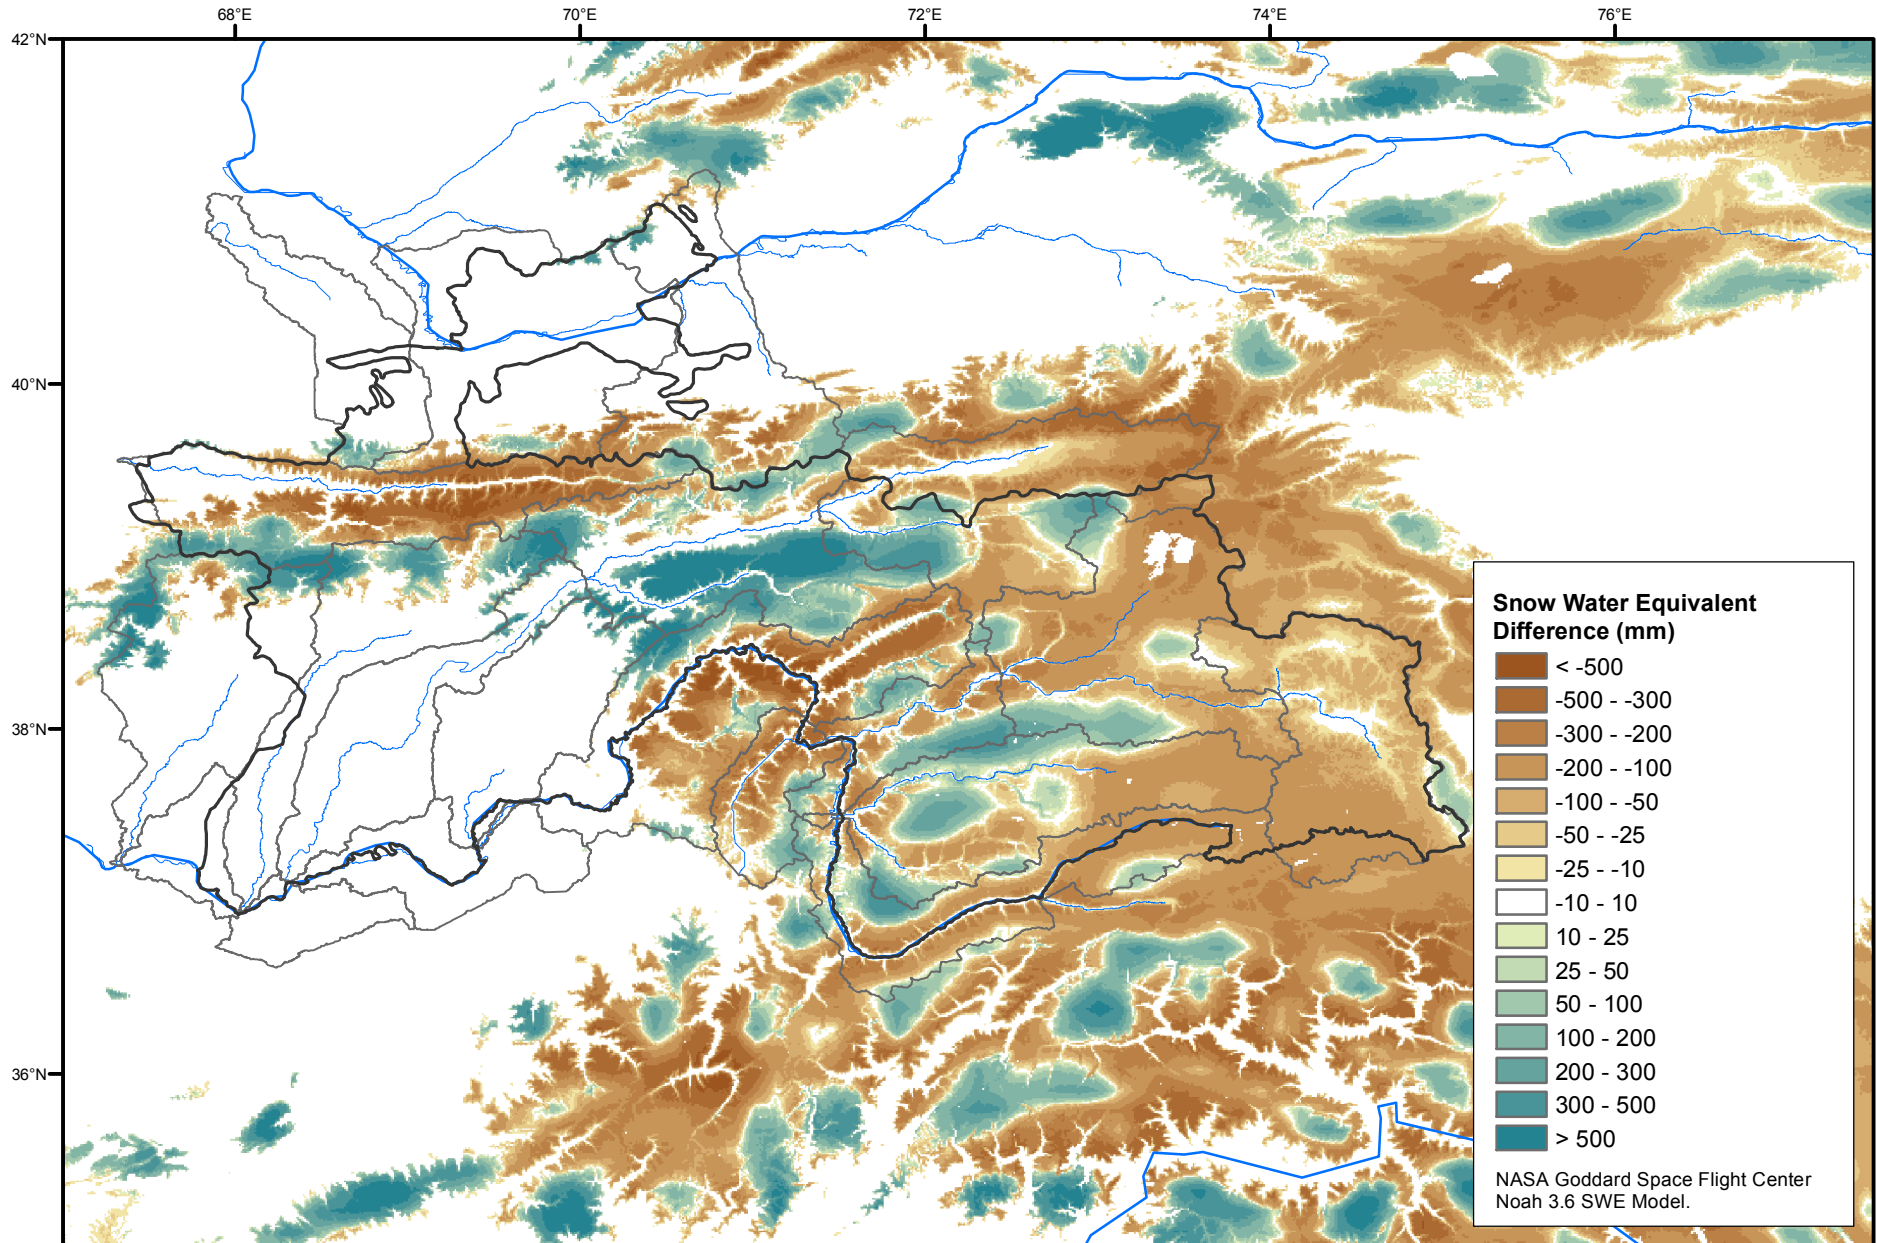 68°E 70°E 72°E 74°E 76°E
42°N
40°N
38°N
36°N
Snow Water Equivalent
Difference (mm)
< -500
-500 - -300
-300 - -200
-200 - -100
-100 - -50
-50 - -25
-25 - -10
-10 - 10
10 - 25
25 - 50
50 - 100
100 - 200
200 - 300
300 - 500
> 500
NASA Goddard Space Flight Center
Noah 3.6 SWE Model.